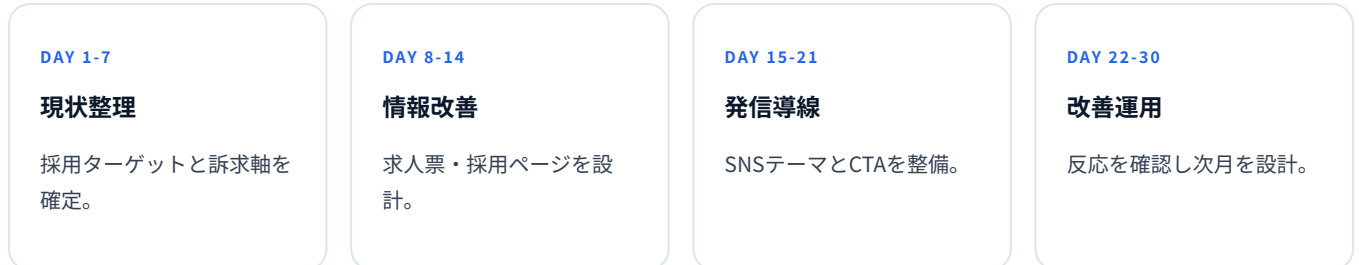 DAY 1-7
現状整理
採用ターゲットと訴求軸を
確定。
DAY 8-14
情報改善
求人票・採用ページを設
計。
DAY 15-21
発信導線
SNSテーマとCTAを整備。
DAY 22-30
改善運用
反応を確認し次月を設計。